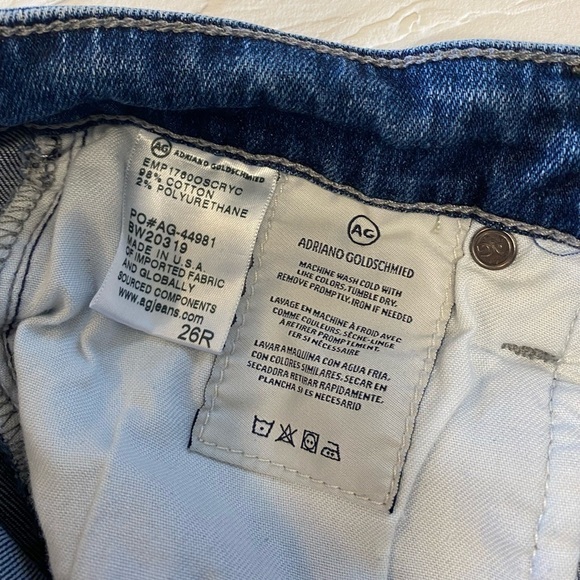 AG ADRIANO GOLDSCHMIED
EMP1780OSCRYC
98% COTTON
2% POLYURETHANE
PO#AG-44981
BW20319
MADE IN U.S.A.
OF IMPORTED FABRIC
AND GLOBALLY
SOURCED COMPONENTS
www.agjeans.com
26R
AG
ADRIANO GOLDSCHMIED
MACHINE WASH COLD WITH
LIKE COLORS, TUMBLE DRY.
REMOVE PROMPTLY, IRON IF NEEDED
LAVAGE EN MACHINE À FROID AVEC
COMME COULEURS, SÈCHE-LINGE
À RETIRER PROMPTEMENT.
FER SI NÉCESSAIRE
LAVAR A MAQUINA CON AGUA FRIA,
CON COLORES SIMILARES, SECAR EN
SECADORA RETIRAR RAPIDAMENTE,
PLANCHA SI ES NECESARIO